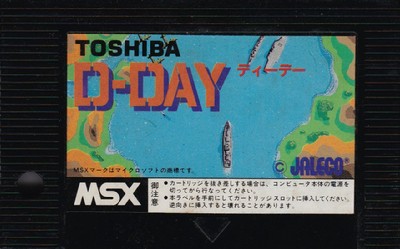 TOSHIBA
D-DAY ディーデー
© JALECO
MSXマークはマイクロソフトの商標です。
MSX
御注意
●カートリッジを抜き差しする場合は、コンピュータ本体の電源を
切ってから行なってください。
●本ラベルを手前にしてカートリッジスロットに挿入してください。
逆向きに挿入すると壊れることがあります。